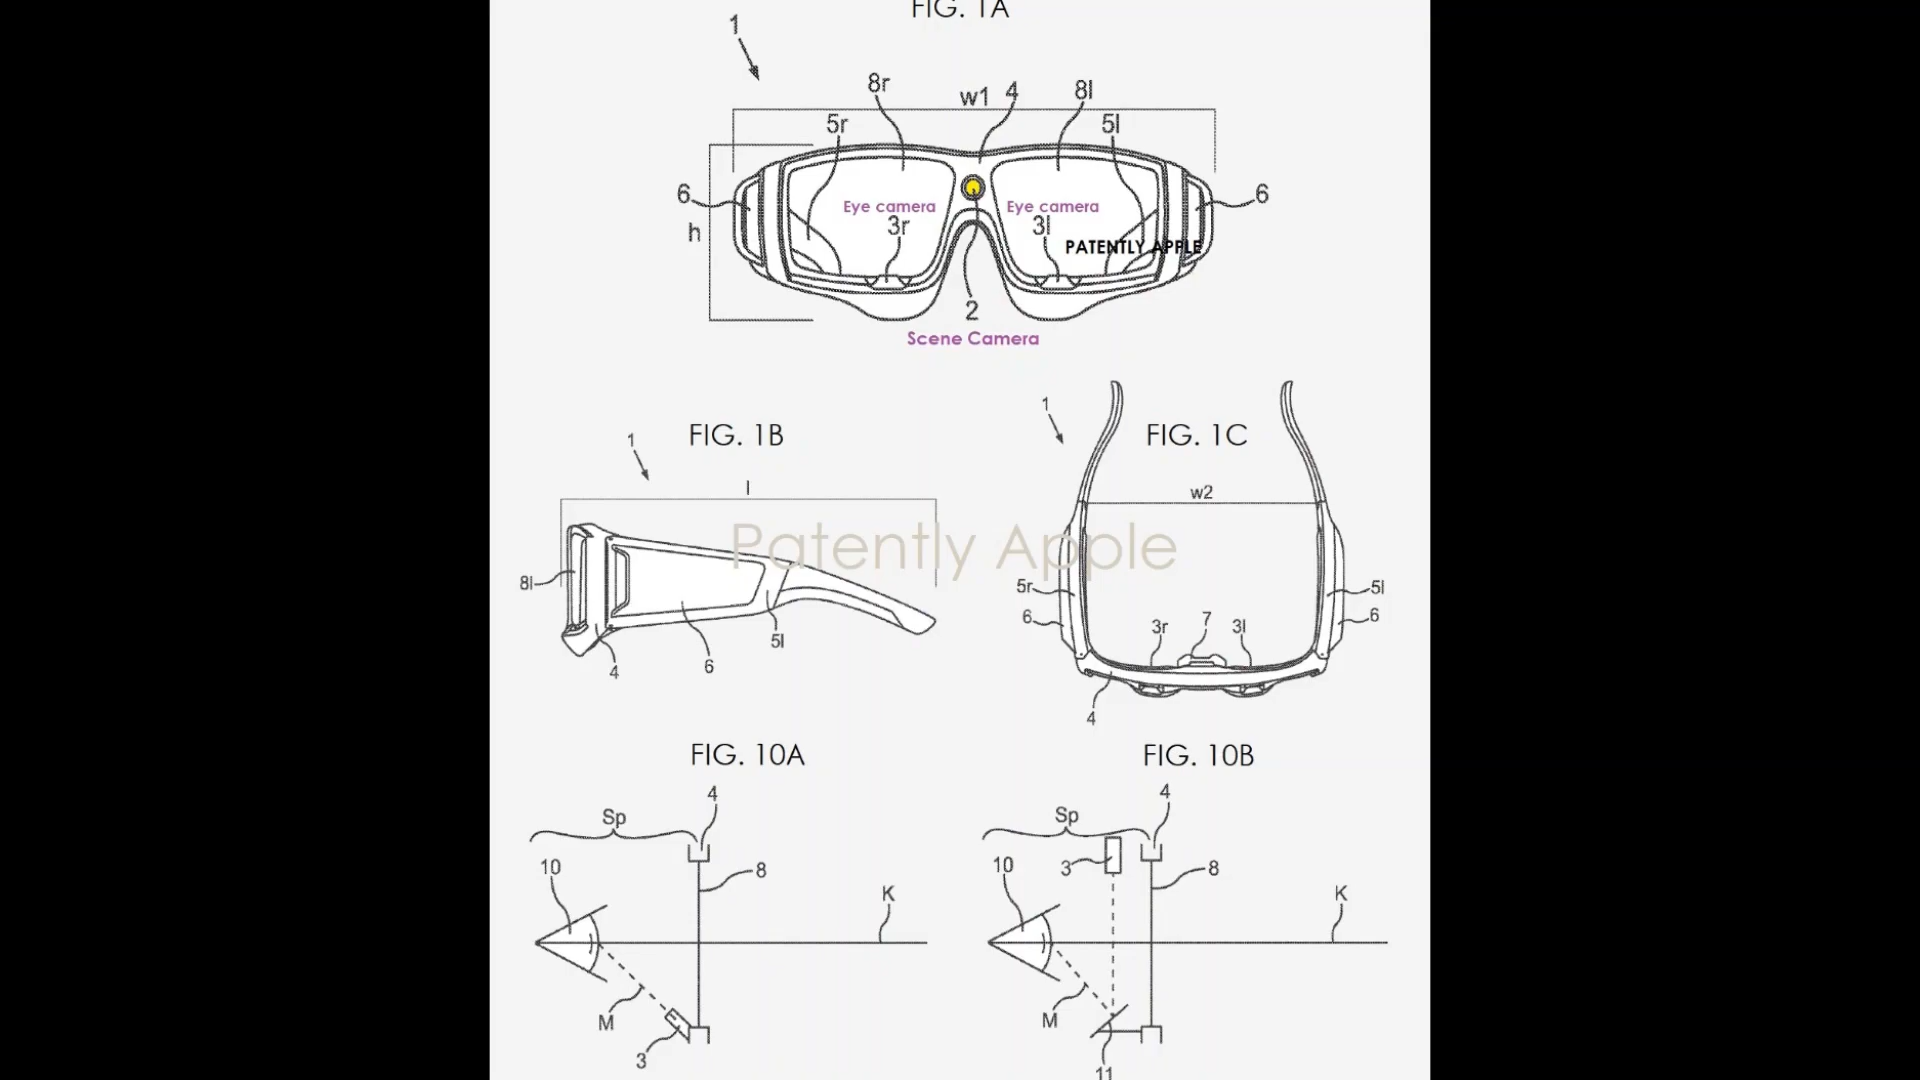 FIG. 1A
1
8r
w1
4
8l
5r
5l
6
6
h
Eye camera
Eye camera
3r
3l
PATENTLY APPLE
2
Scene Camera
1
FIG. 1B
1
FIG. 1C
l
w2
Patently Apple
8l
5r
5l
6
7
6
3r
3l
5l
6
4
4
FIG. 10A
FIG. 10B
4
4
Sp
Sp
10
8
3
10
8
K
K
M
M
3
11